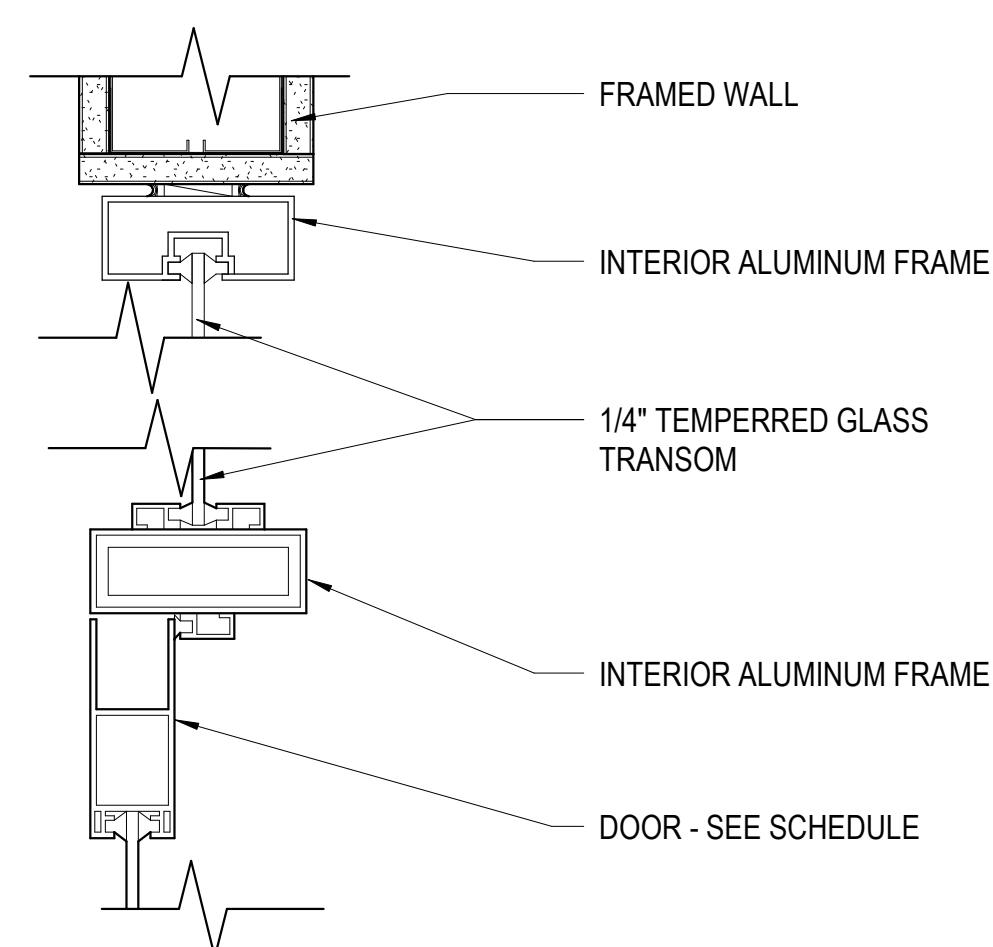 FRAMED WALL
INTERIOR ALUMINUM FRAME
1/4" TEMPERRED GLASS
TRANSOM
INTERIOR ALUMINUM FRAME
DOOR - SEE SCHEDULE